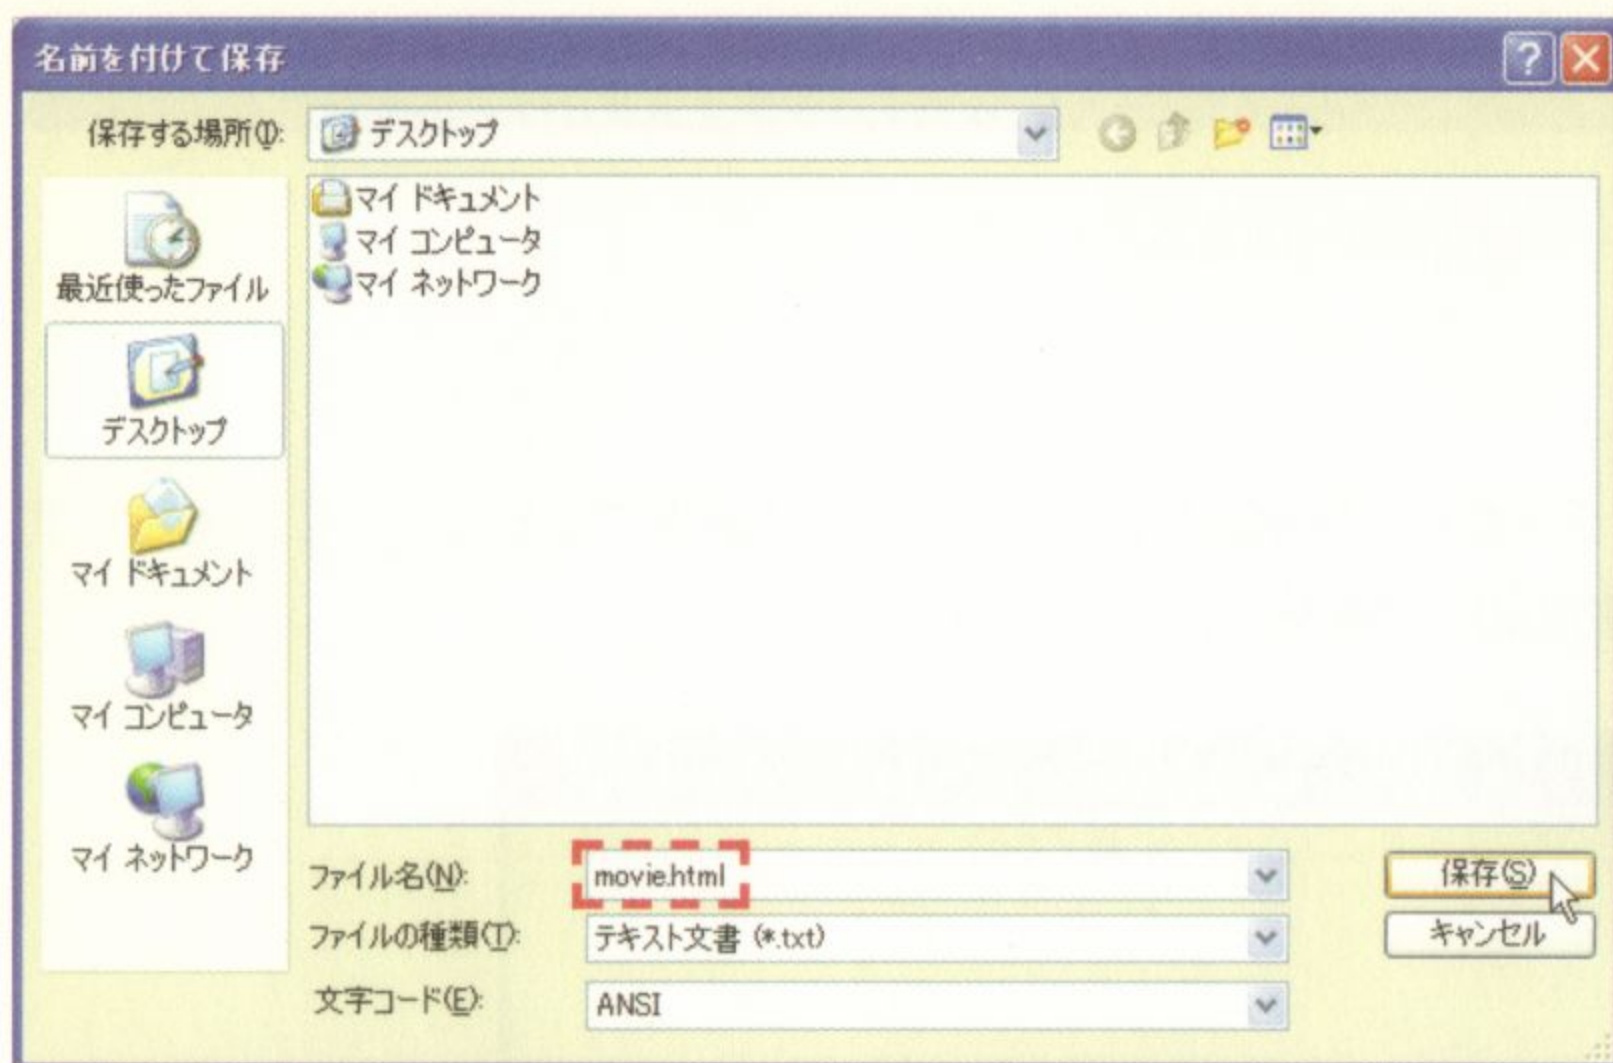 名前を付けて保存
保存する場所(I):
デスクトップ
最近使ったファイル
デスクトップ
マイ ドキュメント
マイ コンピュータ
マイ ネットワーク
マイ ドキュメント
マイ コンピュータ
マイ ネットワーク
ファイル名(N): movie.html 保存(S)
ファイルの種類(T): テキスト文書 (*.txt) キャンセル
文字コード(E): ANSI